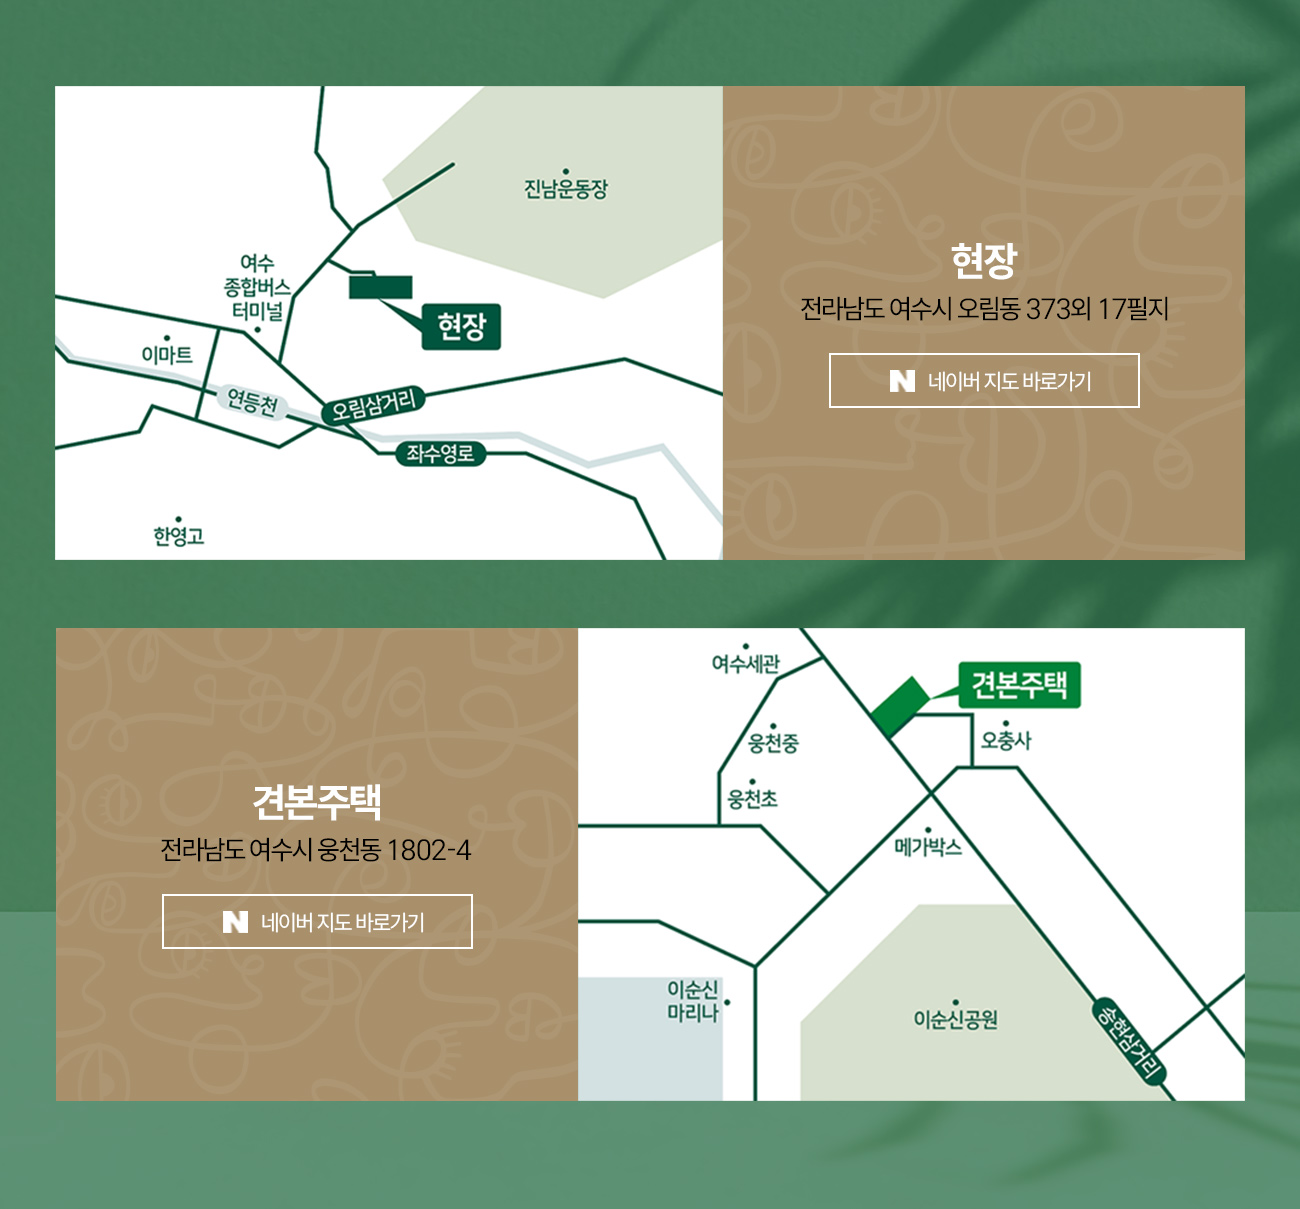 진남운동장
여수
종합버스
터미널
현장
이마트
연등천
오림삼거리
좌수영로
한영고
현장
전라남도 여수시 오림동 373외 17필지
N 네이버 지도 바로가기
견본주택
전라남도 여수시 웅천동 1802-4
N 네이버 지도 바로가기
여수세관
견본주택
웅천중
오충사
웅천초
메가박스
이순신
마리나
이순신공원
송현삼거리